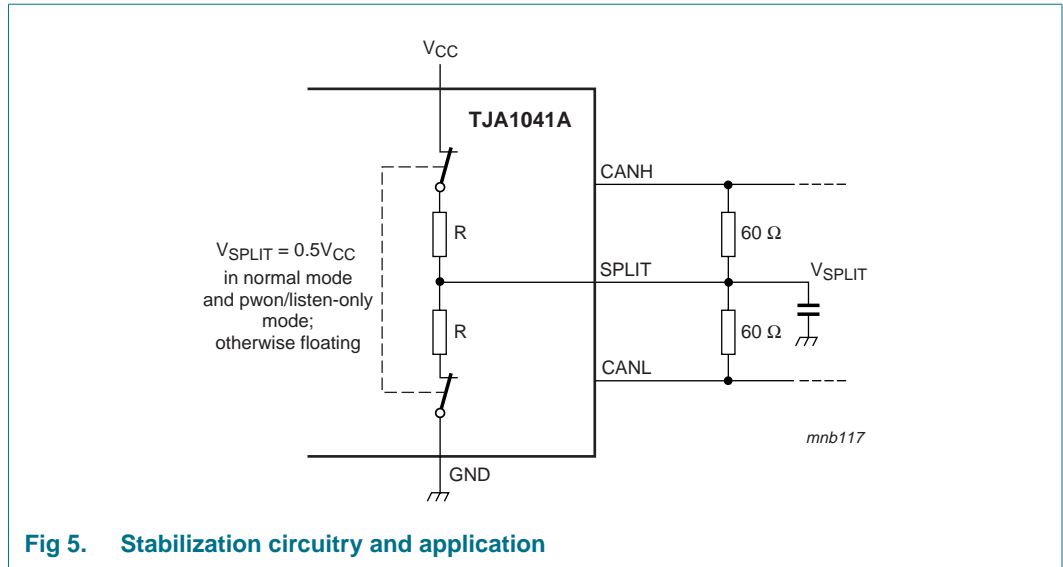 VCC
TJA1041A
CANH
R
60 Ω
VSPLIT = 0.5VCC
in normal mode
and pwon/listen-only
mode;
otherwise floating
SPLIT
VSPLIT
R
60 Ω
CANL
mnb117
GND
Fig 5. Stabilization circuitry and application